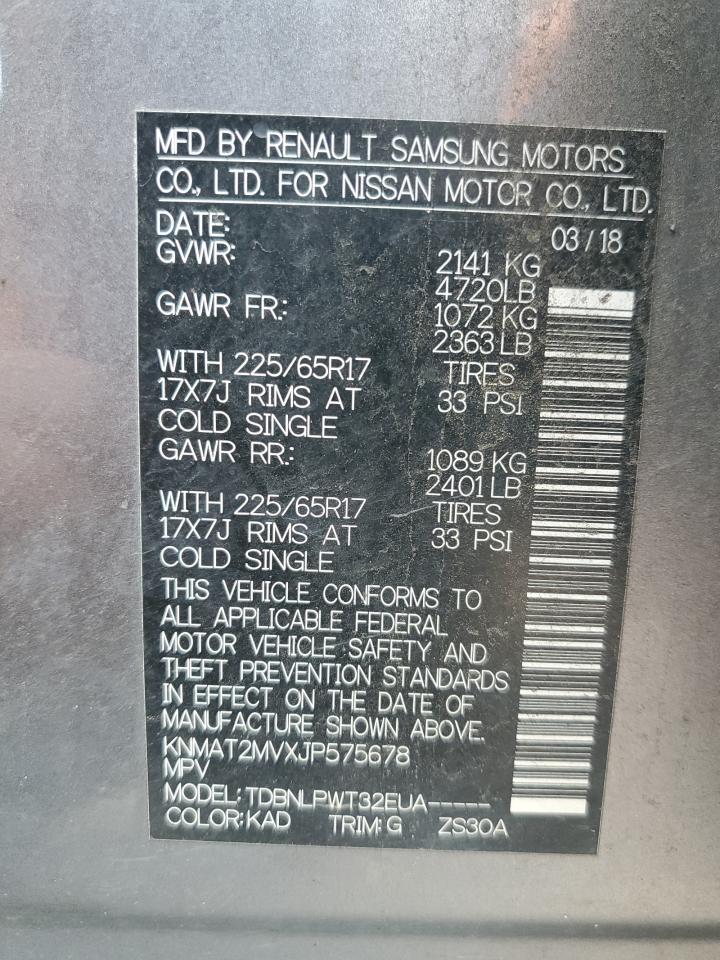 MFD BY RENAULT SAMSUNG MOTORS
CO., LTD. FOR NISSAN MOTOR CO., LTD.
DATE: 03 / 18
GVWR: 2141 KG
4720LB
GAWR FR.: 1072 KG
2363 LB
WITH 225/65R17 TIRES
17X7J RIMS AT 33 PSI
COLD SINGLE
GAWR RR.: 1089 KG
2401 LB
WITH 225/65R17 TIRES
17X7J RIMS AT 33 PSI
COLD SINGLE
THIS VEHICLE CONFORMS TO
ALL APPLICABLE FEDERAL
MOTOR VEHICLE SAFETY AND
THEFT PREVENTION STANDARDS
IN EFFECT ON THE DATE OF
MANUFACTURE SHOWN ABOVE.
KNMAT2MVXJP575678
MPV
MODEL: TDBNLPWT32EUA-----
COLOR: KAD TRIM: G ZS30A